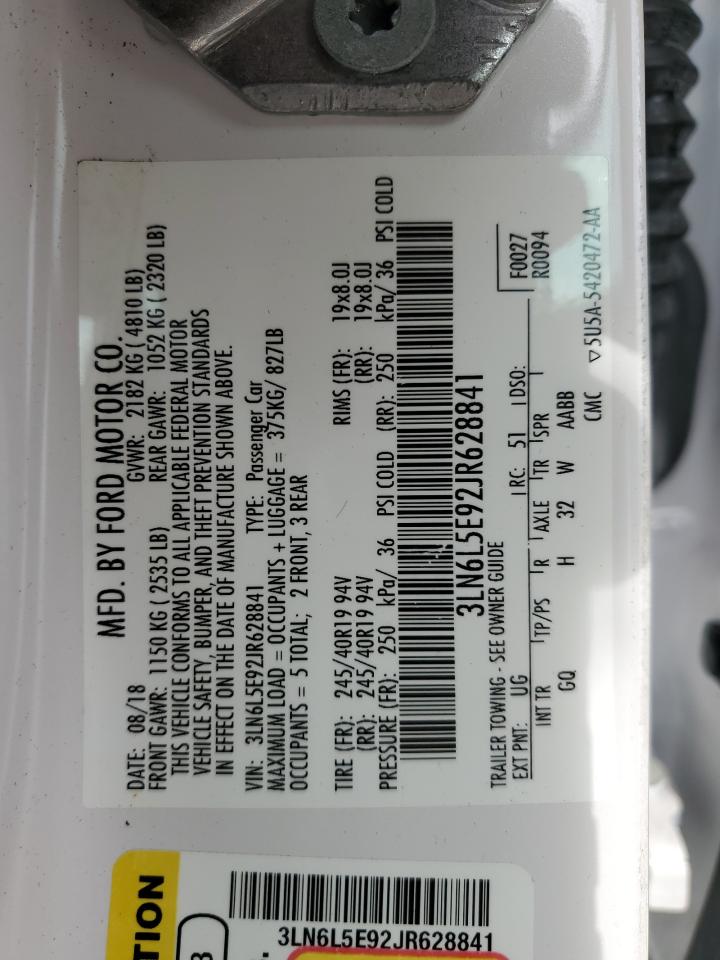 MFD. BY FORD MOTOR CO.
DATE: 08/18 GVWR: 2182 KG ( 4810 LB)
FRONT GAWR: 1150 KG ( 2535 LB) REAR GAWR: 1052 KG ( 2320 LB)
THIS VEHICLE CONFORMS TO ALL APPLICABLE FEDERAL MOTOR
VEHICLE SAFETY, BUMPER, AND THEFT PREVENTION STANDARDS
IN EFFECT ON THE DATE OF MANUFACTURE SHOWN ABOVE.
VIN: 3LN6L5E92JR628841 TYPE: Passenger Car
MAXIMUM LOAD = OCCUPANTS + LUGGAGE = 375KG/ 827LB
OCCUPANTS = 5 TOTAL; 2 FRONT, 3 REAR
TIRE (FR): 245/40R19 94V RIMS (FR): 19x8.0J
(RR): 245/40R19 94V (RR): 19x8.0J
PRESSURE (FR): 250 kPa/ 36 PSI COLD (RR): 250 kPa/ 36 PSI COLD
3LN6L5E92JR628841
TRAILER TOWING - SEE OWNER GUIDE
F0027
EXT PNT: UG RC: 51 DSO: R0094
INT TR TP/PS R AXLE TR SPR
GQ H 32 W AABB
CMC ▽5U5A-5420472-AA
TION
B
3LN6L5E92JR628841